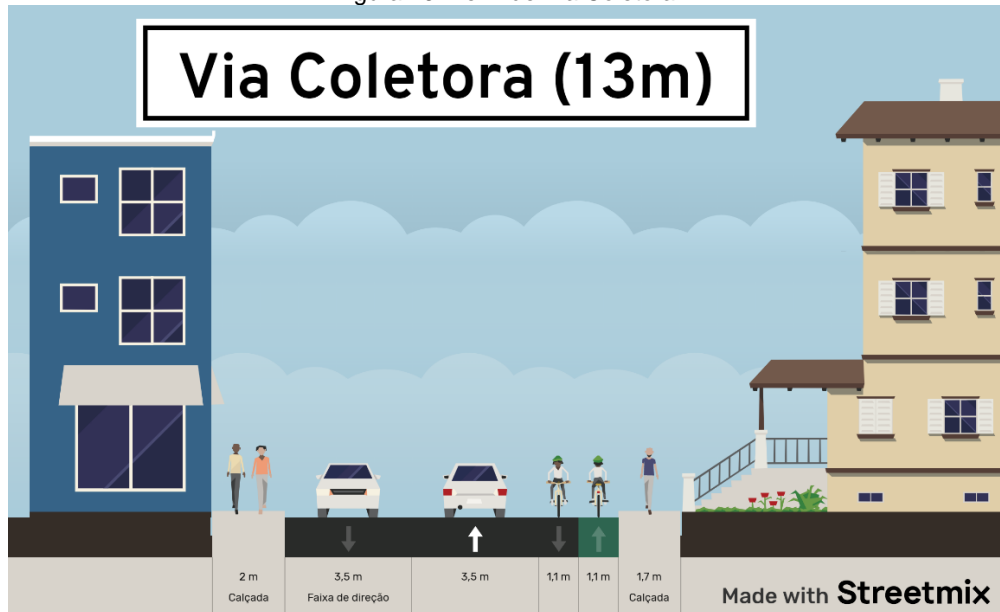 Via Coletora (13m)
2 m
3,5 m
3,5 m
1,1 m
1,1 m
1,7 m
Calçada
Faixa de direção
Calçada
Made with Streetmix